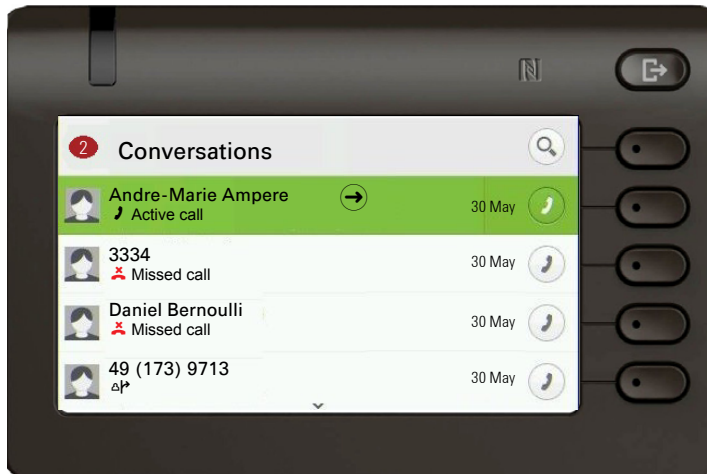 2 Conversations
Andre-Marie Ampere
Active call
30 May
3334
Missed call
30 May
Daniel Bernoulli
Missed call
30 May
49 (173) 9713
30 May